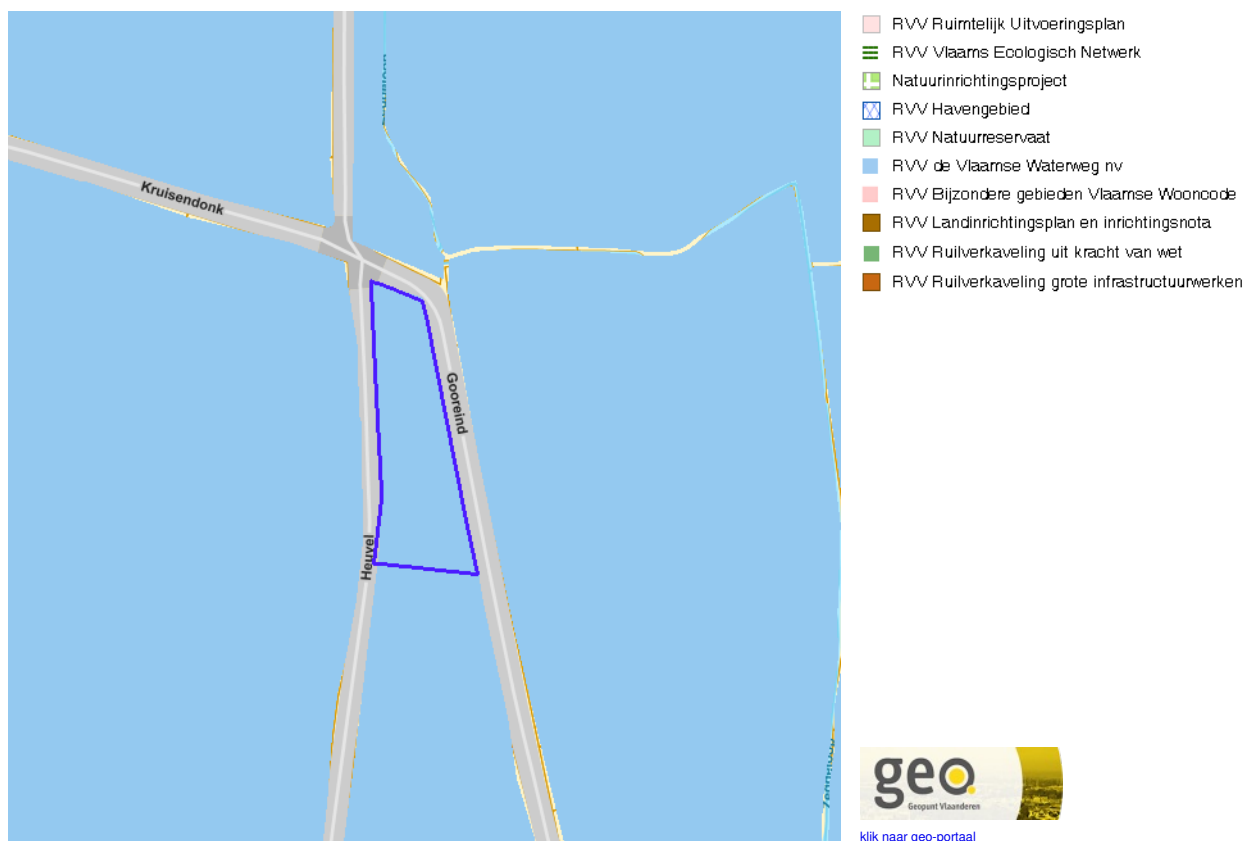 RVV Ruimtelijk Uitvoeringsplan
RVV Vlaams Ecologisch Netwerk
Natuurinrichtingsproject
RVV Havengebied
RVV Natuurreservaat
RVV de Vlaamse Waterweg nv
RVV Bijzondere gebieden Vlaamse Wooncode
RVV Landinrichtingsplan en inrichtingsnota
RVV Ruilverkaveling uit kracht van wet
RVV Ruilverkaveling grote infrastructuurwerken
Kruisendonk
Gooreind
Heuvel
geo
Geopunt Vlaanderen
klik naar geo-portaal